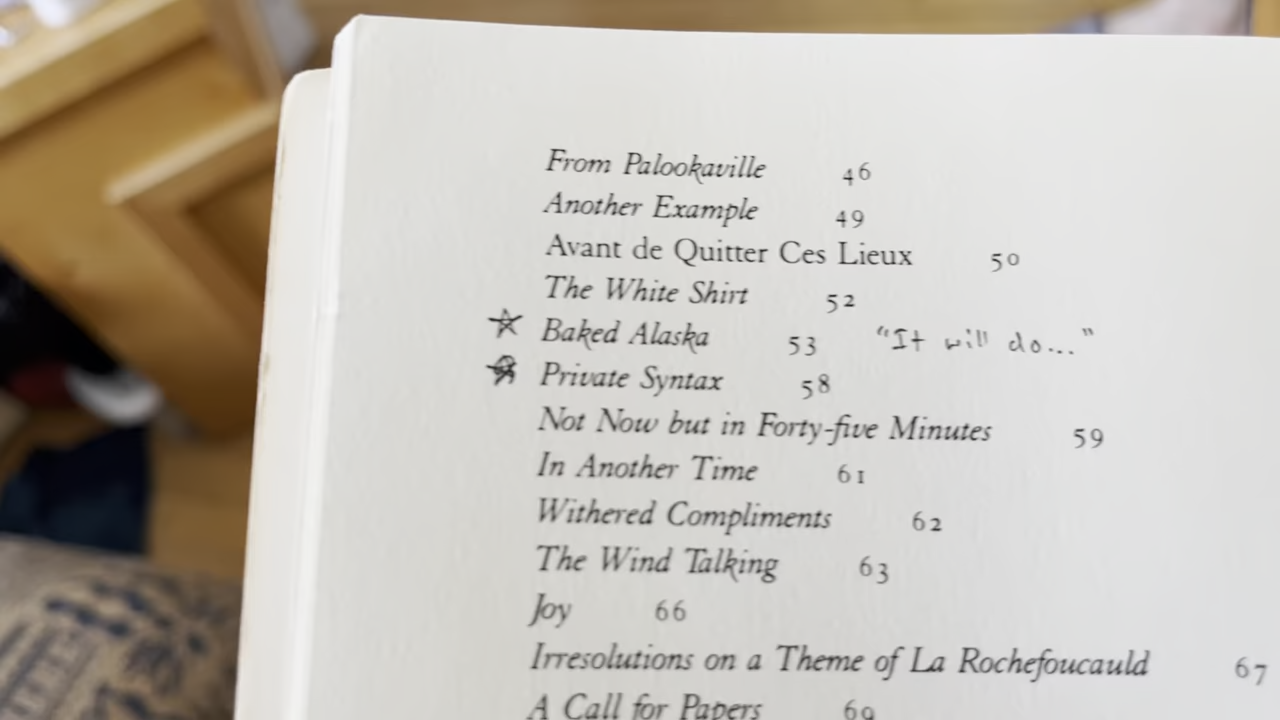 From Palookaville 46
Another Example 49
Avant de Quitter Ces Lieux 50
The White Shirt 52
Baked Alaska 53 "It will do..."
Private Syntax 58
Not Now but in Forty-five Minutes 59
In Another Time 61
Withered Compliments 62
The Wind Talking 63
Joy 66
Irresolutions on a Theme of La Rochefoucauld 67
A Call for Papers 69